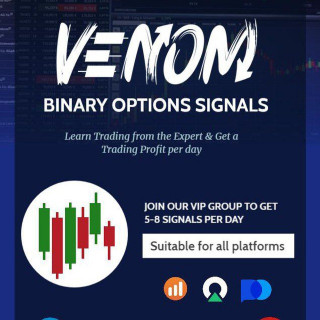 VENOM
BINARY OPTIONS SIGNALS
Learn Trading from the Expert & Get a
Trading Profit per day
JOIN OUR VIP GROUP TO GET
5-8 SIGNALS PER DAY
Suitable for all platforms